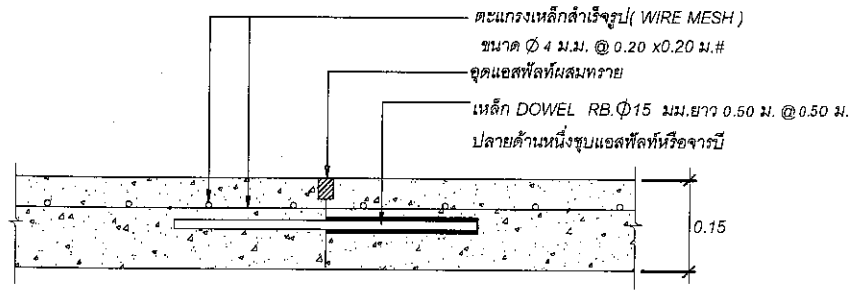 ตะแกรงเหล็กสำเร็จรูป( WIRE MESH )
ขนาด Ø 4 ม.ม. @ 0.20 x0.20 ม.#
อุดแอสฟัลท์ผสมทราย
เหล็ก DOWEL RB.Ф15 มม.ยาว 0.50 ม. @ 0.50 ม.
ปลายด้านหนึ่งชุบแอสฟัลท์หรือจารบี
0.15